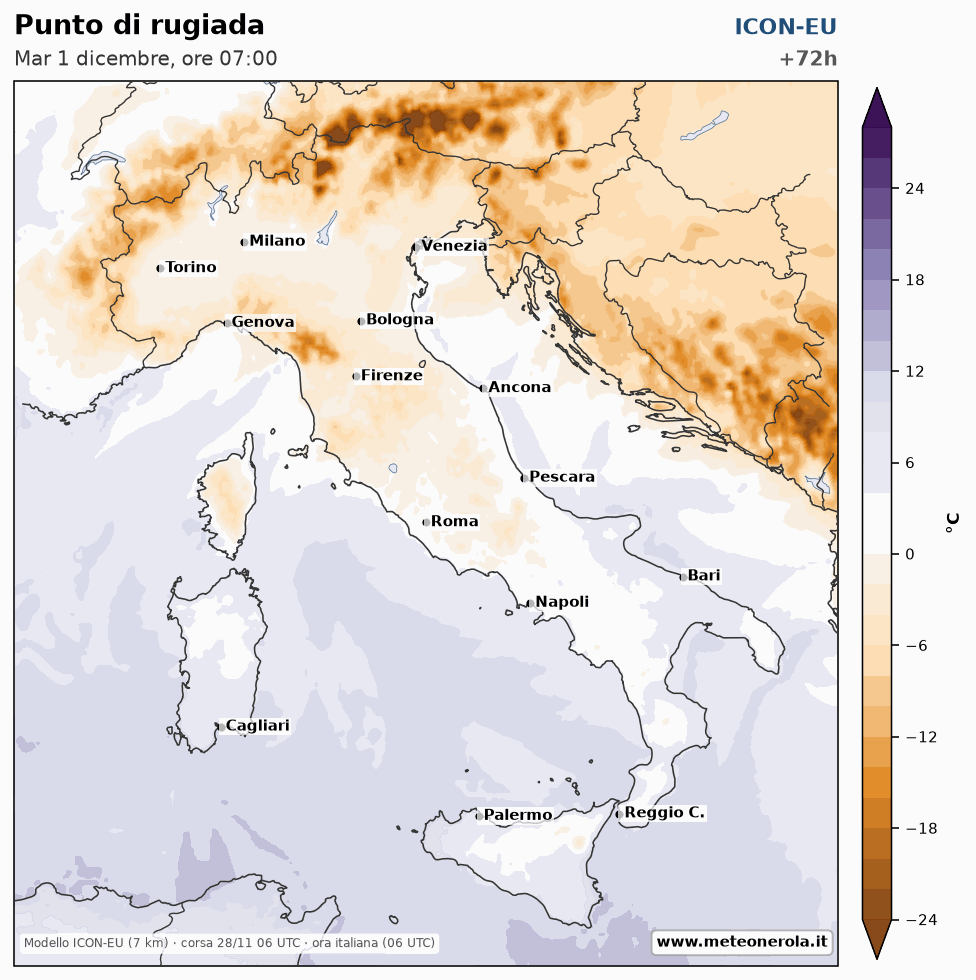 Punto di rugiada
ICON-EU
Mar 1 dicembre, ore 07:00
+72h
Milano
Venezia
Torino
Genova
Bologna
Firenze
Ancona
Pescara
Roma
Bari
Napoli
Cagliari
Palermo
Reggio C.
24
18
12
6
0
−6
−12
−18
−24
°C
Modello ICON-EU (7 km) · corsa 28/11 06 UTC · ora italiana (06 UTC)
www.meteonerola.it